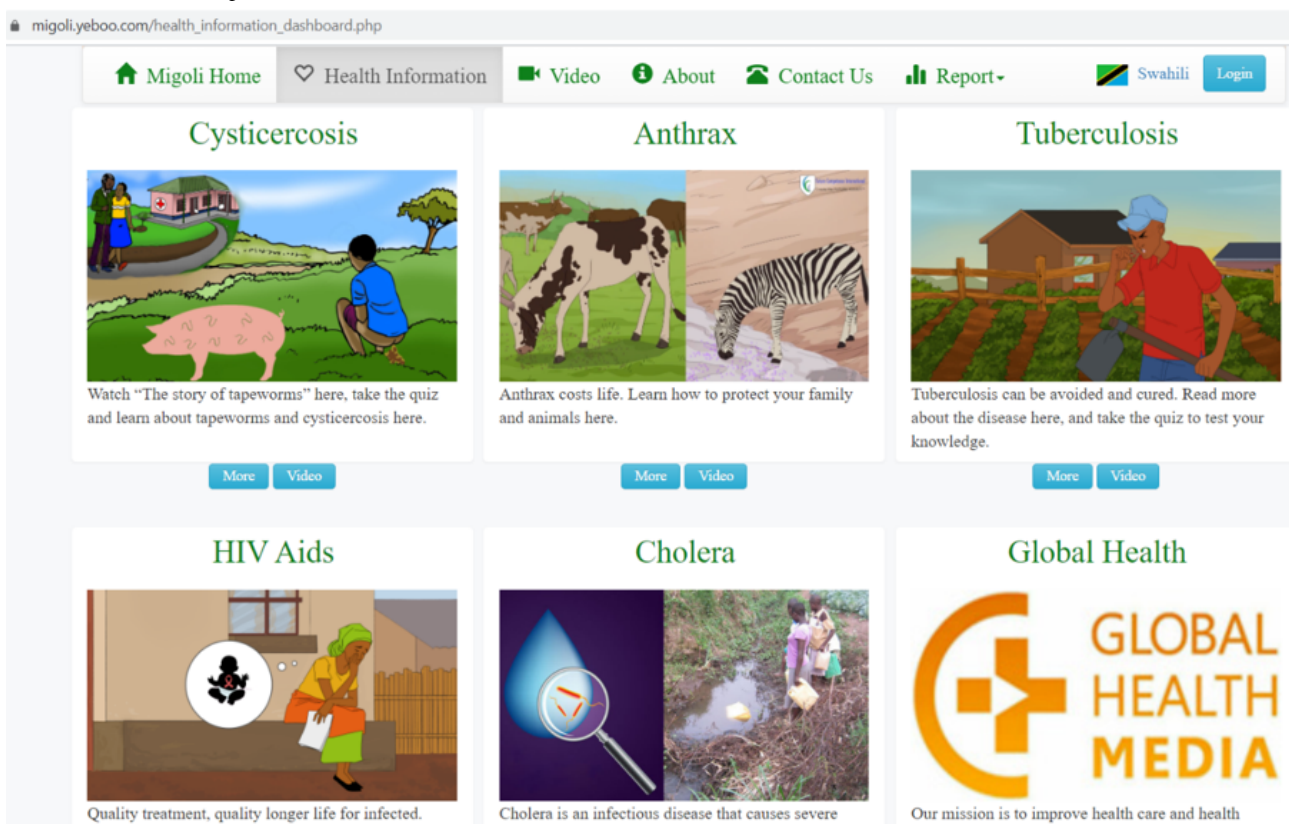 migoli.yeboo.com/health_information_dashboard.php
Migoli Home Health Information Video About Contact Us Report Swahili Login
Cysticercosis
Watch “The story of tapeworms” here, take the quiz
and learn about tapeworms and cysticercosis here.
More Video
Anthrax
Anthrax costs life. Learn how to protect your family
and animals here.
More Video
Tuberculosis
Tuberculosis can be avoided and cured. Read more
about the disease here, and take the quiz to test your
knowledge.
More Video
HIV Aids
Quality treatment, quality longer life for infected.
Cholera
Cholera is an infectious disease that causes severe
Global Health
GLOBAL
HEALTH
MEDIA
Our mission is to improve health care and health